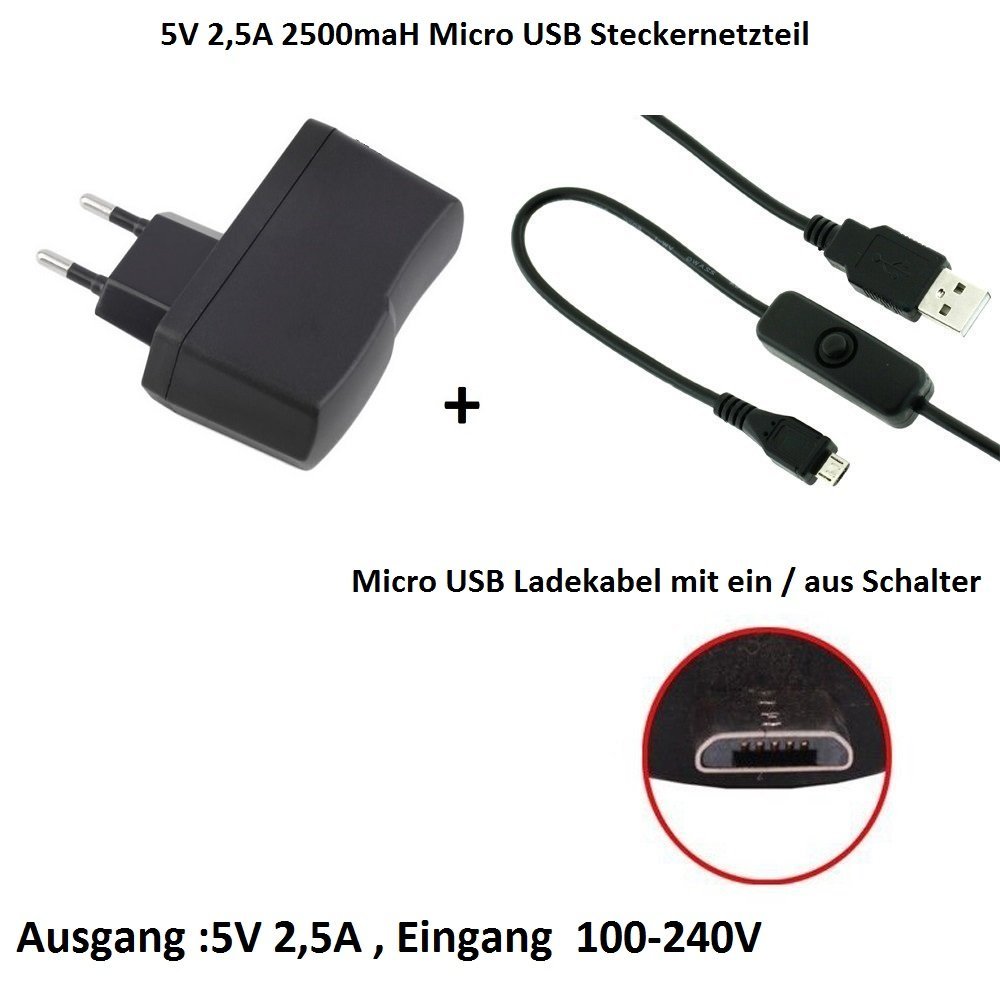 5V 2,5A 2500maH Micro USB Steckernetzteil
+
Micro USB Ladekabel mit ein / aus Schalter
Ausgang :5V 2,5A , Eingang 100-240V